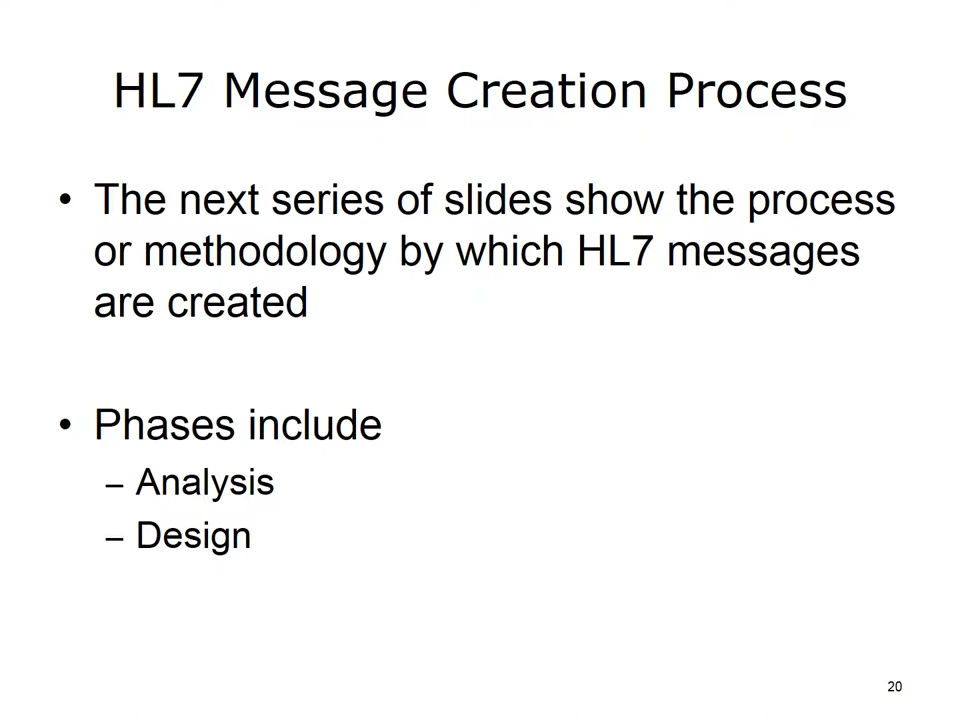 HL7 Message Creation Process
• The next series of slides show the process
or methodology by which HL7 messages
are created
• Phases include
– Analysis
– Design
20